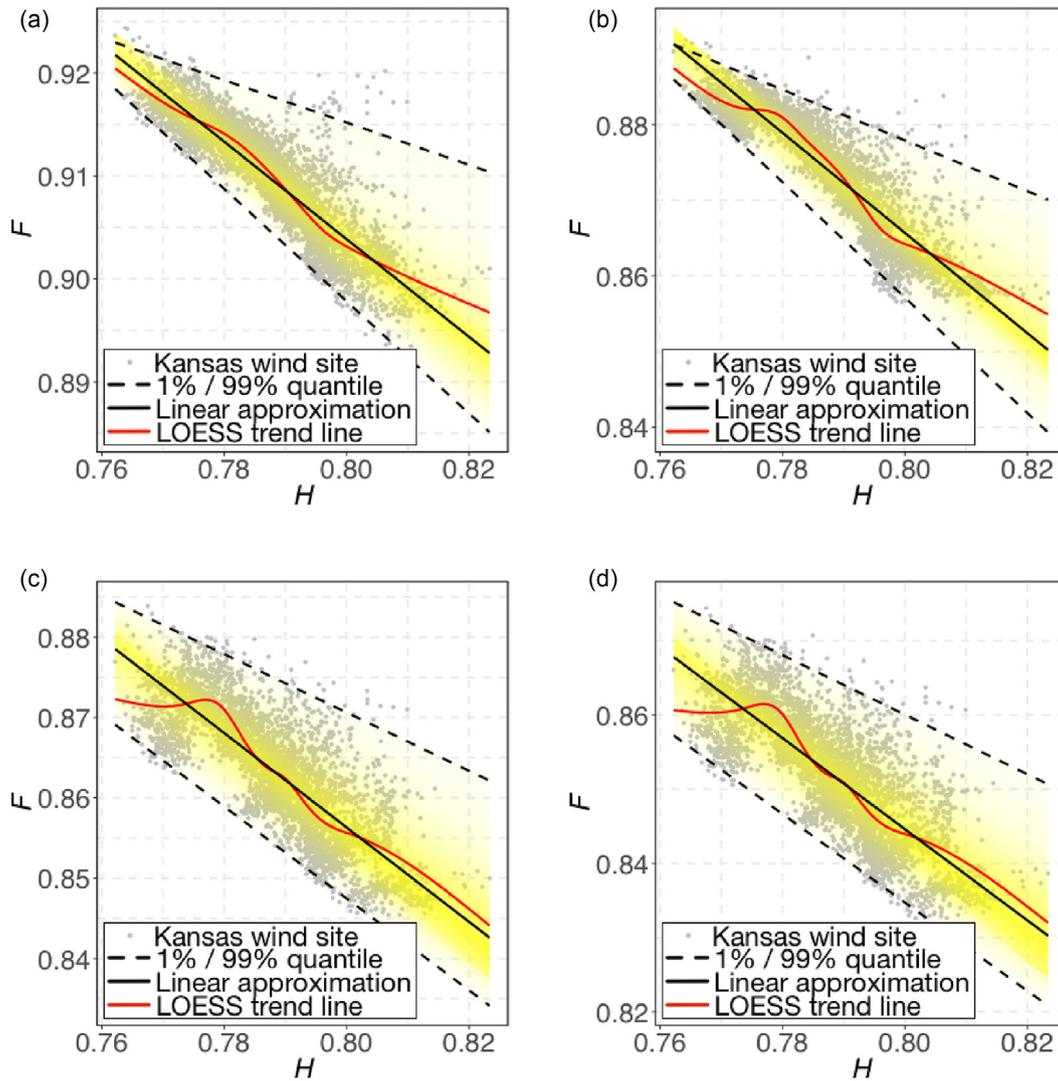 (a)
0.92
0.91
0.90
0.89
F
Kansas wind site
1% / 99% quantile
Linear approximation
LOESS trend line
0.76 0.78 0.80 0.82
H
(b)
0.88
0.86
0.84
F
Kansas wind site
1% / 99% quantile
Linear approximation
LOESS trend line
0.76 0.78 0.80 0.82
H
(c)
0.88
0.87
0.86
0.85
0.84
F
Kansas wind site
1% / 99% quantile
Linear approximation
LOESS trend line
0.76 0.78 0.80 0.82
H
(d)
0.86
0.84
0.82
F
Kansas wind site
1% / 99% quantile
Linear approximation
LOESS trend line
0.76 0.78 0.80 0.82
H